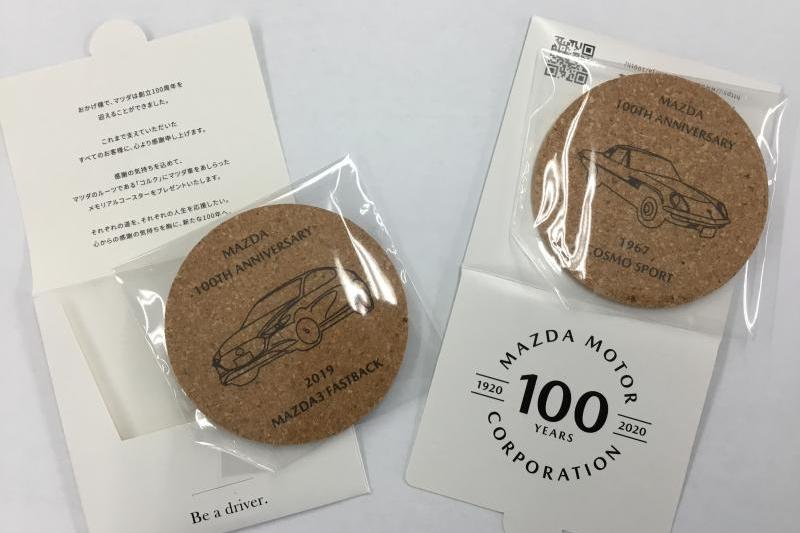 おかげ様で、マツダは創立100周年を
迎えることができました。
これまで支えていただいた
すべてのお客様に、心より感謝申し上げます。
感謝の気持ちを込めて、
マツダのルーツである「コルク」にマツダ車をあしらった
メモリアルコースターをプレゼントいたします。
それぞれの道を、それぞれの人生を応援したい。
心からの感謝の気持ちを胸に、新たな100年へ。
MAZDA
100TH ANNIVERSARY
2019
MAZDA3 FASTBACK
Be a driver.
MAZDA
100TH ANNIVERSARY
1967
COSMO SPORT
MAZDA MOTOR
1920
100
YEARS
2020
CORPORATION